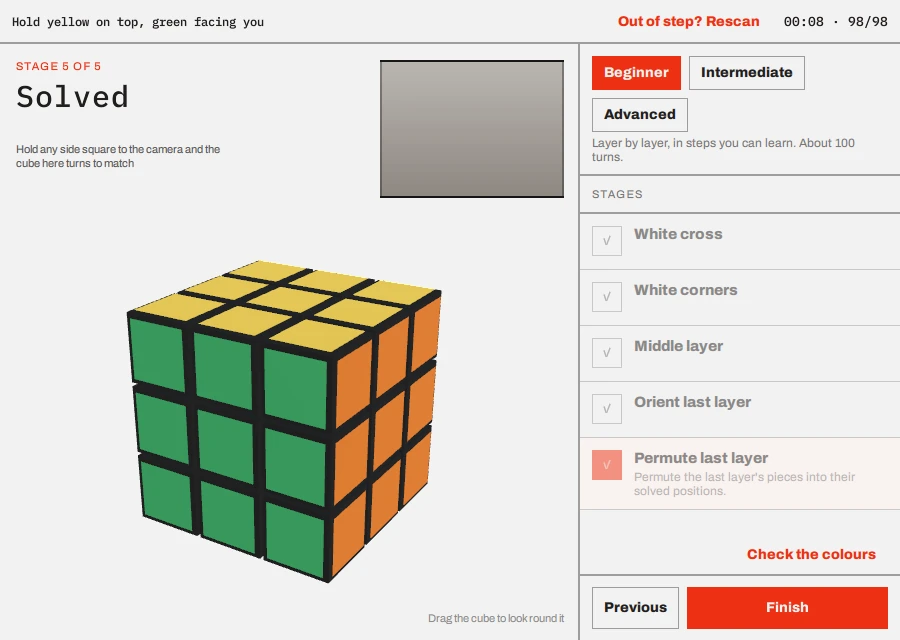 Hold yellow on top, green facing you
Out of step? Rescan
00:08 · 98/98
STAGE 5 OF 5
Solved
Hold any side square to the camera and the
cube here turns to match
Drag the cube to look round it
Beginner
Intermediate
Advanced
Layer by layer, in steps you can learn. About 100
turns.
STAGES
√ White cross
√ White corners
√ Middle layer
√ Orient last layer
√ Permute last layer
Permute the last layer's pieces into their
solved positions.
Check the colours
Previous
Finish